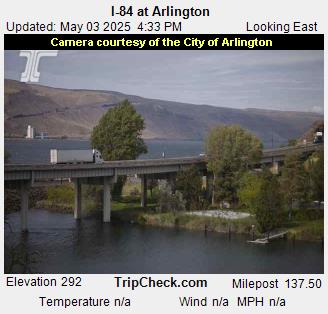 I-84 at Arlington
Updated: May 03 2025 4:33 PM Looking East
Camera courtesy of the City of Arlington
Elevation 292 TripCheck.com Milepost 137.50
Temperature n/a Wind n/a MPH n/a